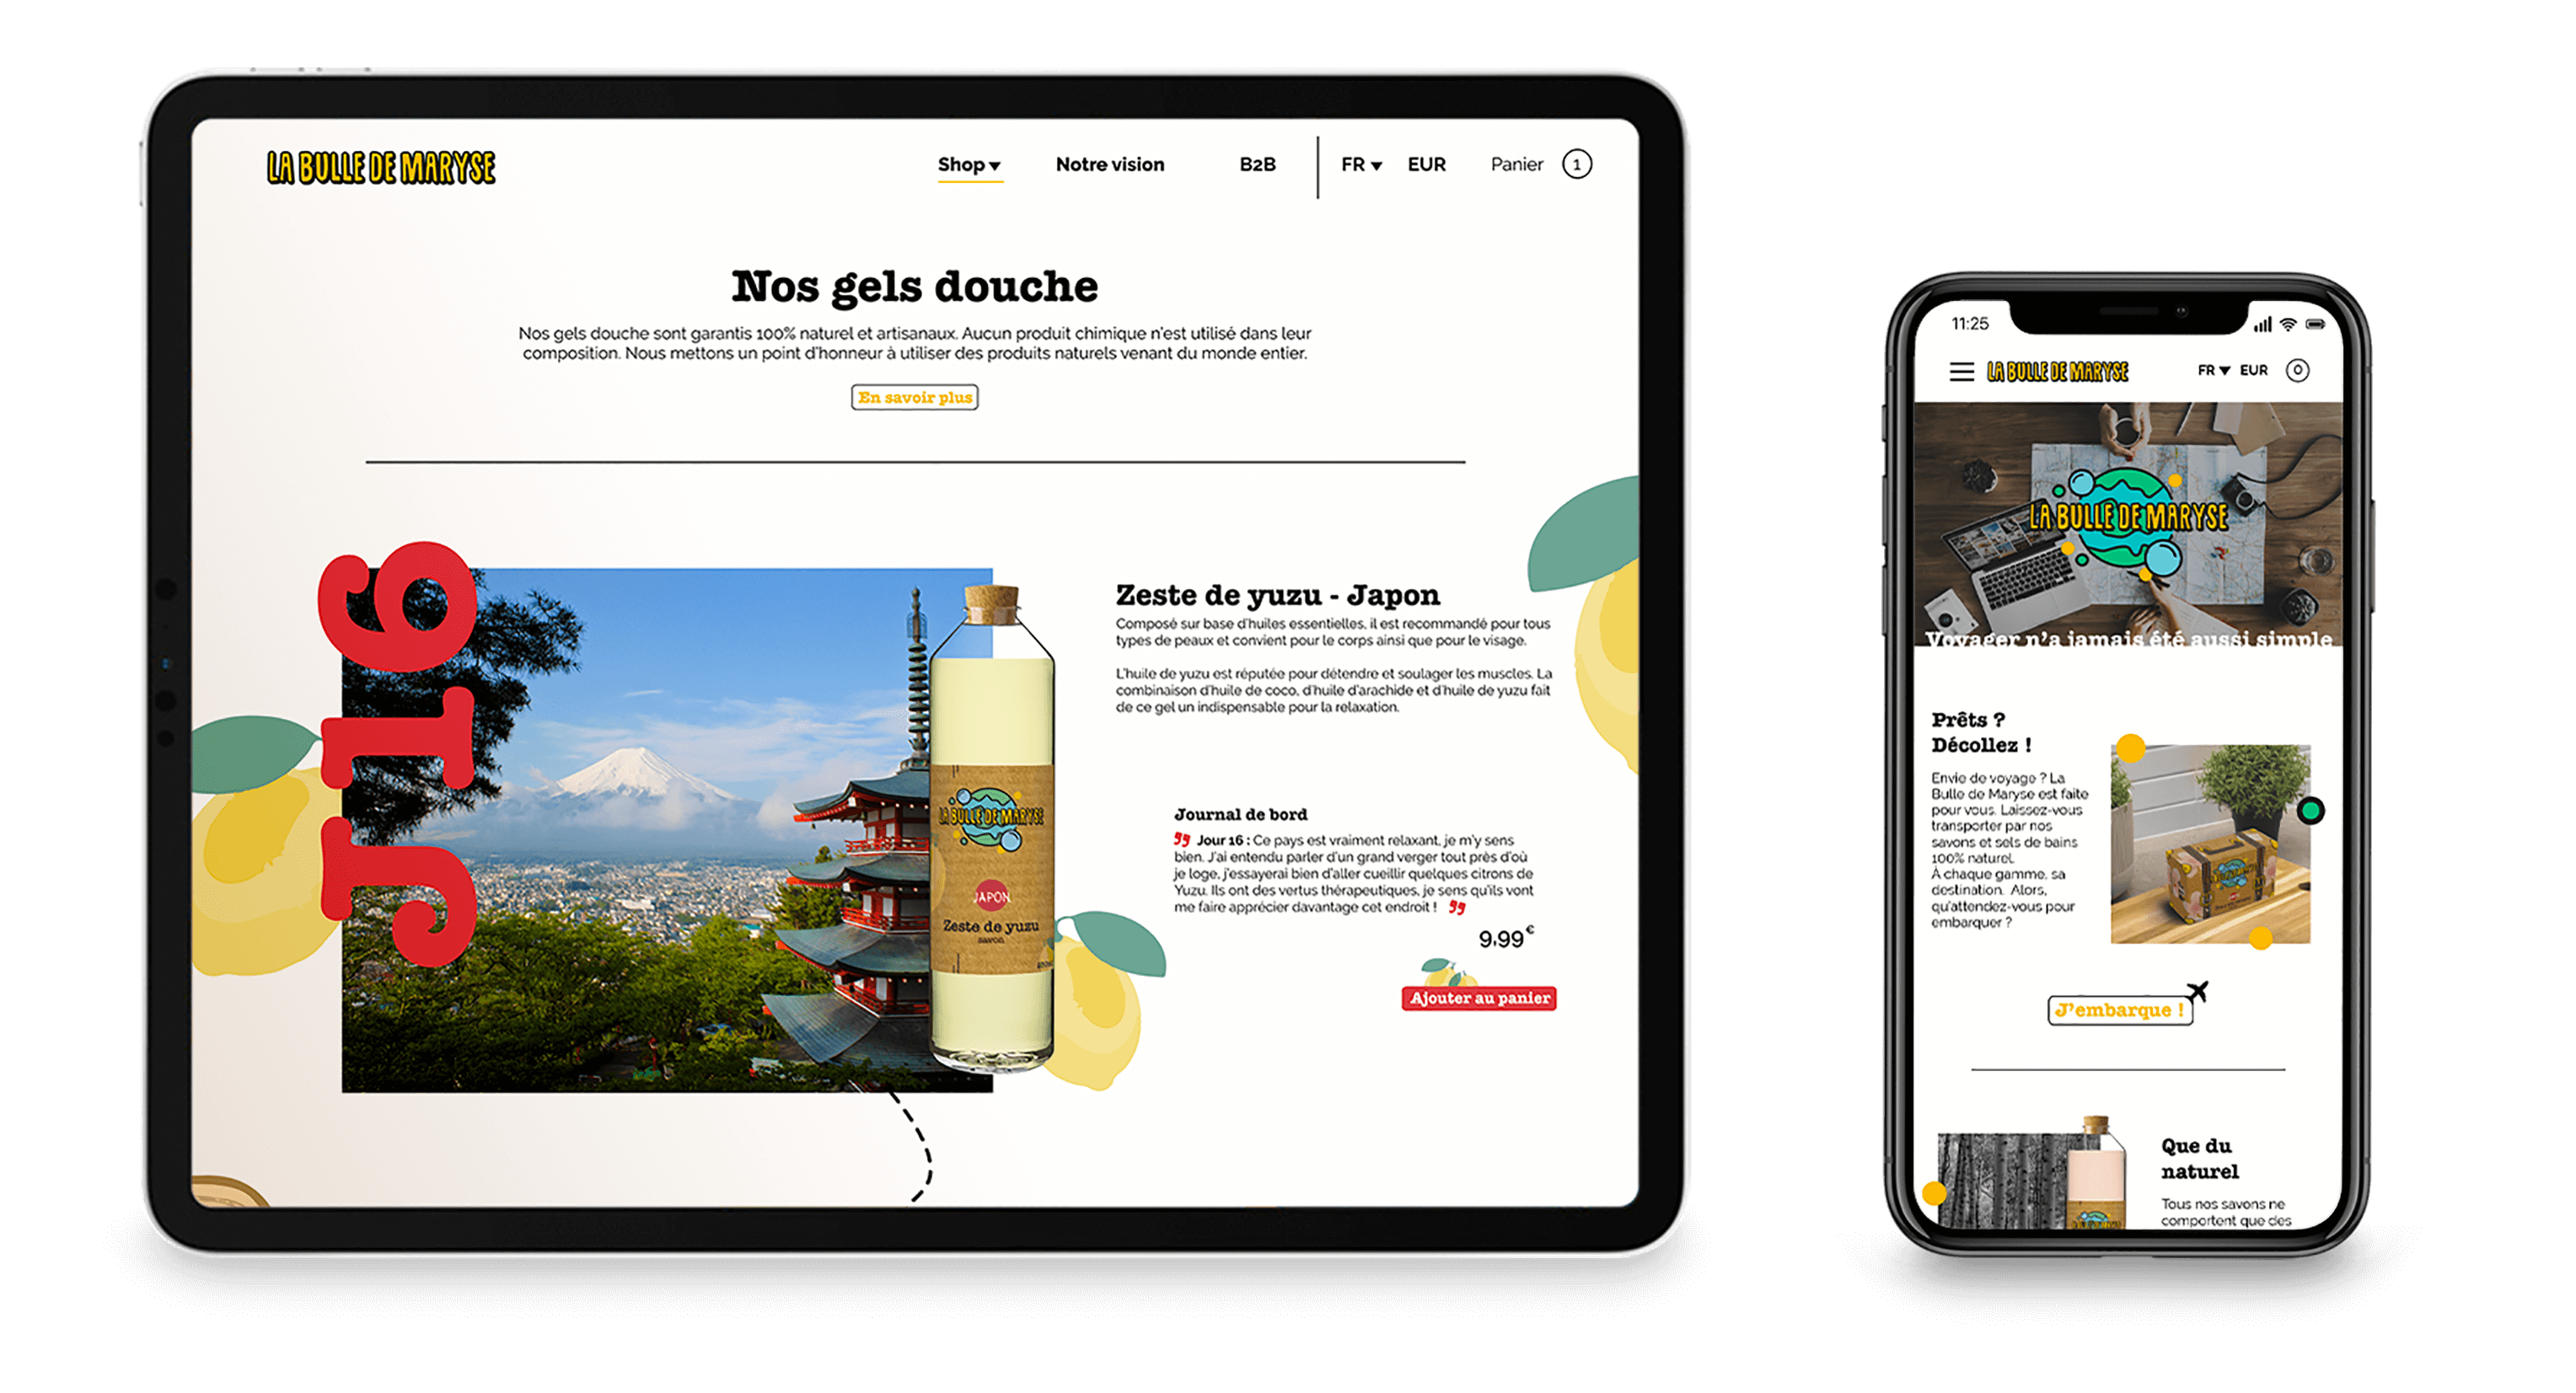 LA BULLE DE MARYSE
Shop
Notre vision
B2B
FR
EUR
Panier
1
Nos gels douche
Nos gels douche sont garantis 100% naturel et artisanaux. Aucun produit chimique n'est utilisé dans leur
composition. Nous mettons un point d'honneur à utiliser des produits naturels venant du monde entier.
En savoir plus
J16
LA BULLE DE MARYSE
JAPON
Zeste de yuzu
savon
Zeste de yuzu - Japon
Composé sur base d'huiles essentielles, il est recommandé pour tous
types de peaux et convient pour le corps ainsi que pour le visage.
L'huile de yuzu est réputée pour détendre et soulager les muscles. La
combinaison d'huile de coco, d'huile d'arachide et d'huile de yuzu fait
de ce gel un indispensable pour la relaxation.
Journal de bord
Jour 16 : Ce pays est vraiment relaxant, je m'y sens
bien. J'ai entendu parler d'un grand verger tout près d'où
je loge, j'essayerai bien d'aller cueillir quelques citrons de
Yuzu. Ils ont des vertus thérapeutiques, je sens qu'ils vont
me faire apprécier davantage cet endroit !
9,99€
Ajouter au panier
11:25
LA BULLE DE MARYSE
FR
EUR
0
LA BULLE DE MARYSE
Voyager n'a jamais été aussi simple
Prêts ?
Décollez !
Envie de voyage ? La
Bulle de Maryse est faite
pour vous. Laissez-vous
transporter par nos
savons et sels de bains
100% naturel.
À chaque gamme, sa
destination. Alors,
qu'attendez-vous pour
embarquer ?
J'embarque !
Que du
naturel
Tous nos savons ne
comportent que des